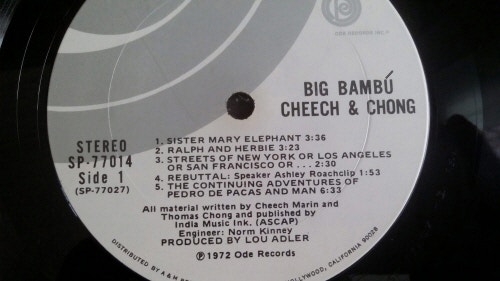 ODE RECORDS INC.
BIG BAMBÚ
CHEECH & CHONG
STEREO
SP-77014
Side 1
(SP-77027)
1. SISTER MARY ELEPHANT 3:36
2. RALPH AND HERBIE 3:23
3. STREETS OF NEW YORK OR LOS ANGELES
OR SAN FRANCISCO OR . . . 2:30
4. REBUTTAL: Speaker Ashley Roachclip 1:53
5. THE CONTINUING ADVENTURES OF
PEDRO DE PACAS AND MAN 6:33
All material written by Cheech Marin and
Thomas Chong and published by
India Music Ink. (ASCAP)
Engineer: Norm Kinney
PRODUCED BY LOU ADLER
℗ 1972 Ode Records
DISTRIBUTED BY A & M
HOLLYWOOD, CALIFORNIA 90028